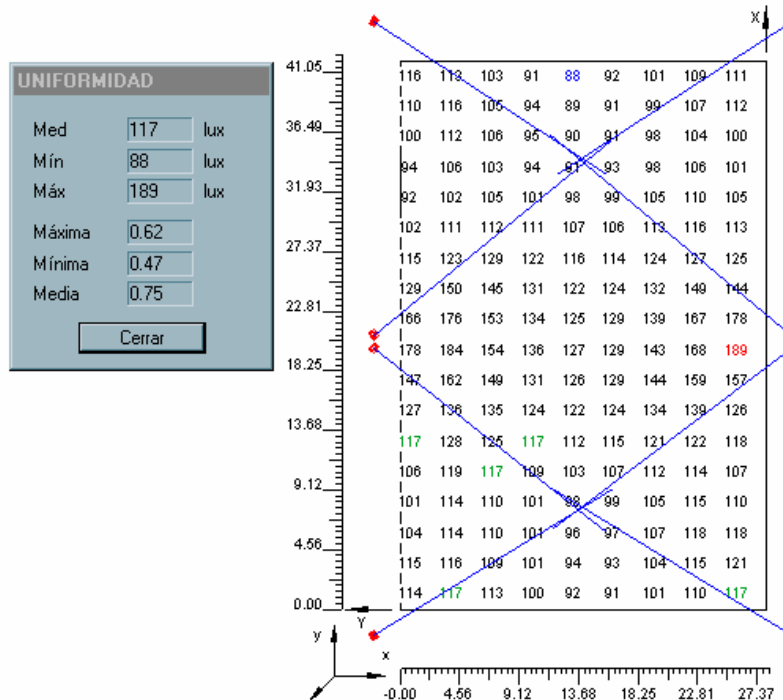 UNIFORMIDAD
Med 117 lux
Mín 88 lux
Máx 189 lux
Máxima 0.62
Mínima 0.47
Media 0.75
Cerrar
X
41.05
36.49
31.93
27.37
22.81
18.25
13.68
9.12
4.56
0.00
116 113 103 91 88 92 101 109 111
110 116 105 94 89 91 99 107 112
100 112 106 95 90 91 98 104 100
94 106 103 94 91 93 98 106 101
92 102 105 101 98 99 105 110 105
102 111 112 111 107 106 113 116 113
115 123 129 122 116 114 124 127 125
129 150 145 131 122 124 132 149 144
166 176 153 134 125 129 139 167 178
178 184 154 136 127 129 143 168 189
147 162 149 131 126 129 144 159 157
127 136 135 124 122 124 134 139 126
117 128 125 117 112 115 121 122 118
106 119 117 109 103 107 112 114 107
101 114 110 101 98 99 105 115 110
104 114 110 101 96 97 107 118 118
115 116 109 101 94 93 104 115 121
114 117 113 100 92 91 101 110 117
Y
y
x
-0.00 4.56 9.12 13.68 18.25 22.81 27.37